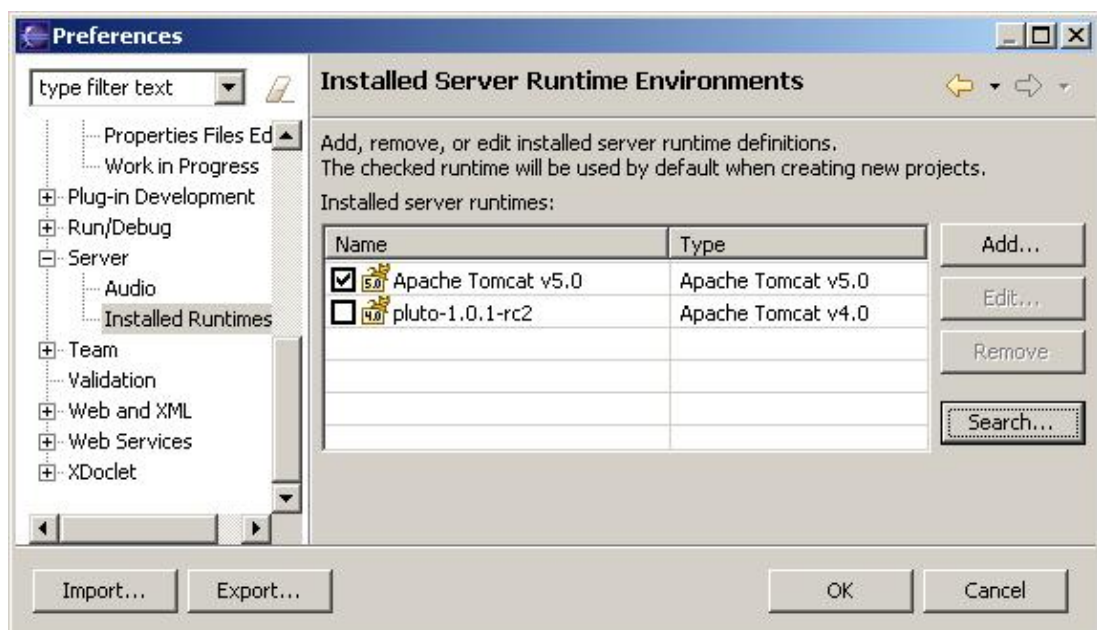 Preferences
type filter text
Properties Files Ed
Work in Progress
Plug-in Development
Run/Debug
Server
Audio
Installed Runtimes
Team
Validation
Web and XML
Web Services
XDoclet
Installed Server Runtime Environments
Add, remove, or edit installed server runtime definitions.
The checked runtime will be used by default when creating new projects.
Installed server runtimes:
Name Type
5.0 Apache Tomcat v5.0 Apache Tomcat v5.0
4.0 pluto-1.0.1-rc2 Apache Tomcat v4.0
Add...
Edit...
Remove
Search...
Import... Export... OK Cancel